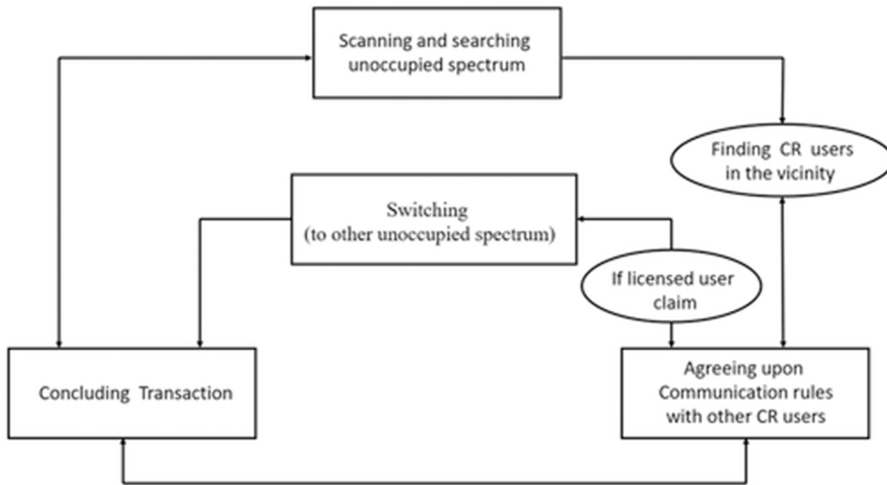 Scanning and searching
unoccupied spectrum
Finding CR users
in the vicinity
Switching
(to other unoccupied spectrum)
If licensed user
claim
Concluding Transaction
Agreeing upon
Communication rules
with other CR users